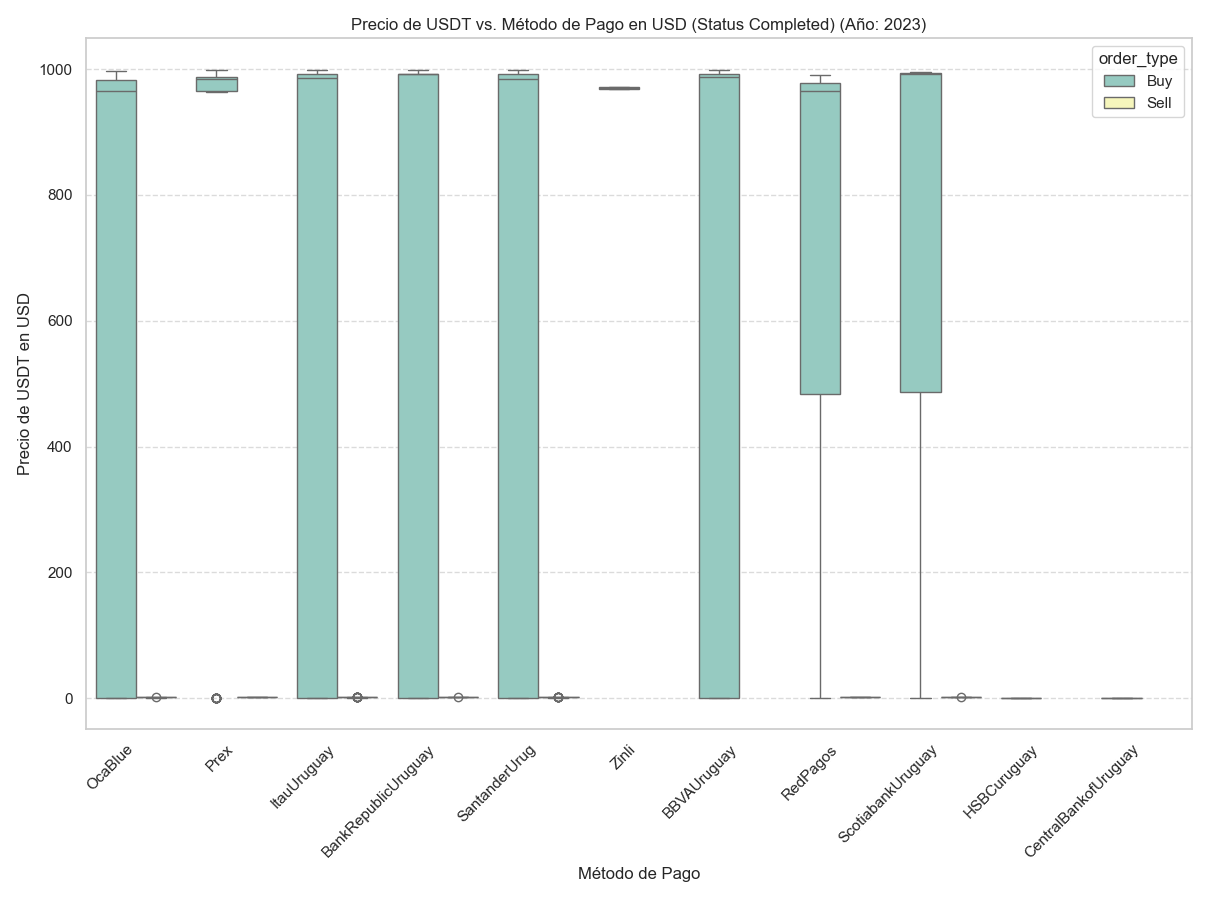 Precio de USDT vs. Método de Pago en USD (Status Completed) (Año: 2023)
order_type
Buy
Sell
1000
800
600
400
200
0
Precio de USDT en USD
OcaBlue
Prex
ItauUruguay
BankRepublicUruguay
SantanderUrug
Zinli
BBVAUruguay
RedPagos
ScotiabankUruguay
HSBCuruguay
CentralBankofUruguay
Método de Pago